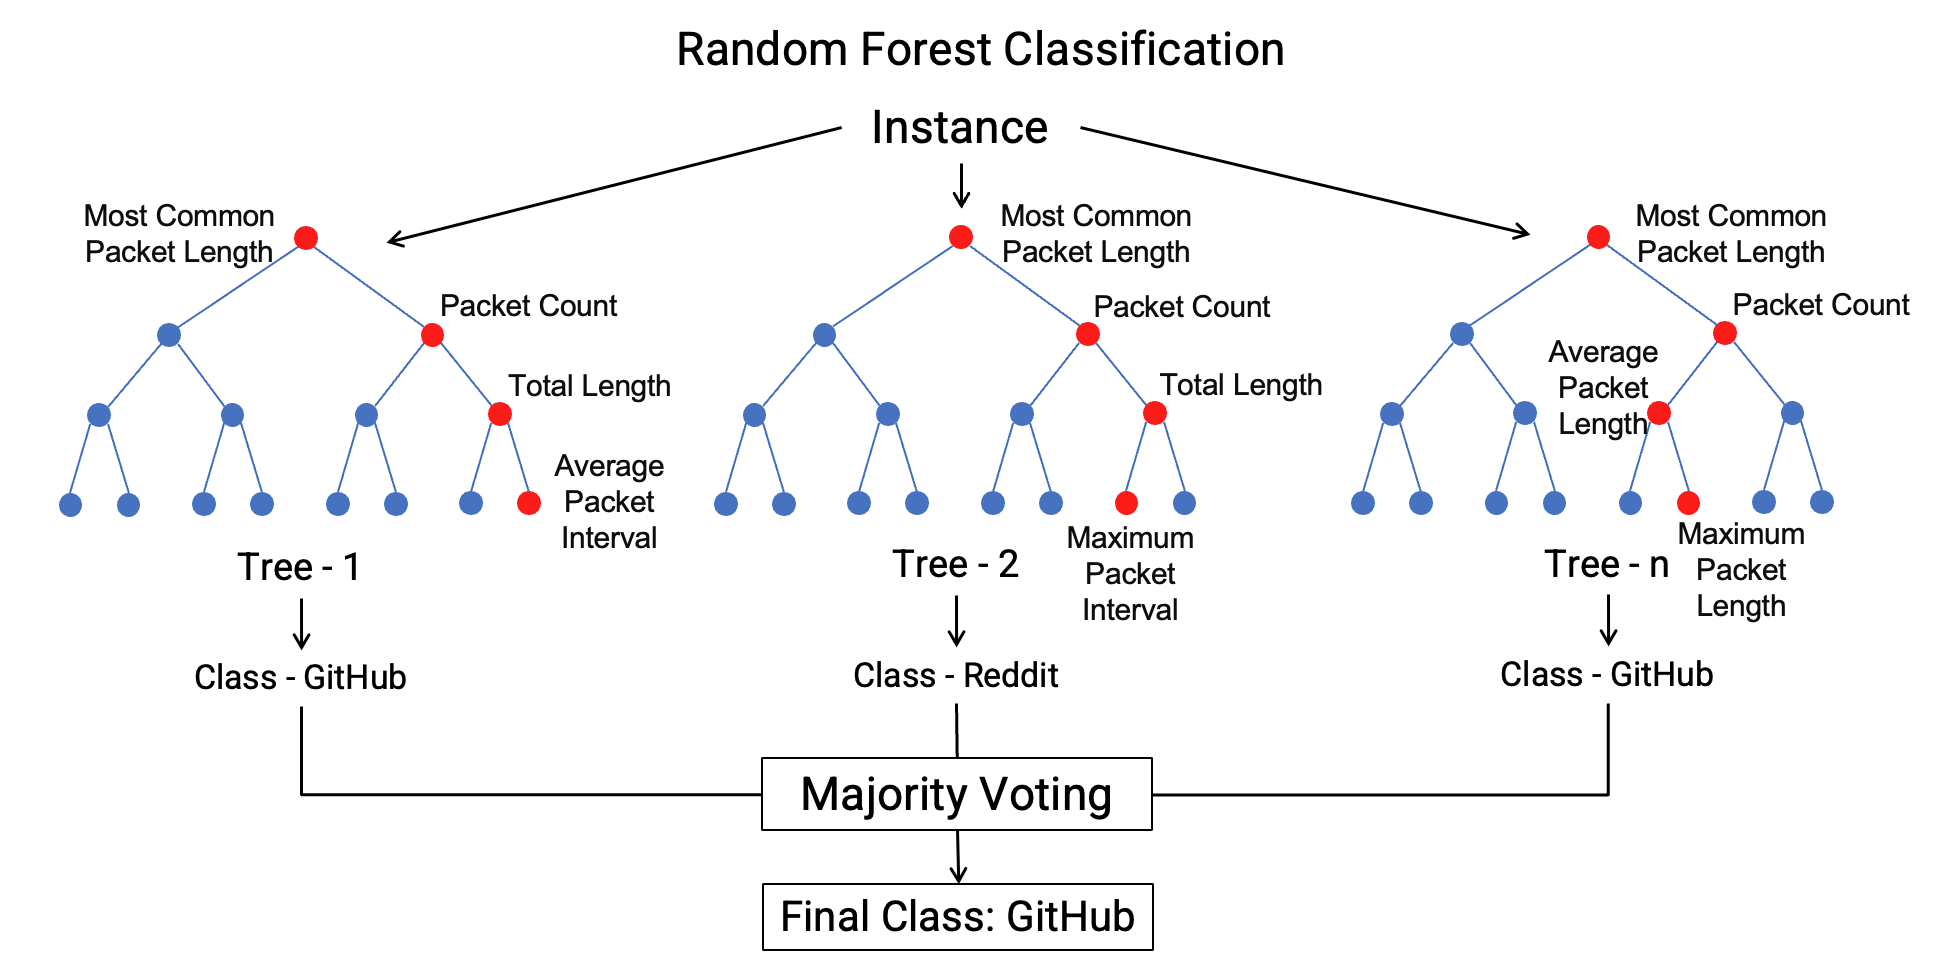 Random Forest Classification
Instance
Most Common
Packet Length
Packet Count
Total Length
Average
Packet
Interval
Tree - 1
Class - GitHub
Most Common
Packet Length
Packet Count
Total Length
Maximum
Packet
Interval
Tree - 2
Class - Reddit
Most Common
Packet Length
Packet Count
Average
Packet
Length
Maximum
Packet
Length
Tree - n
Class - GitHub
Majority Voting
Final Class: GitHub